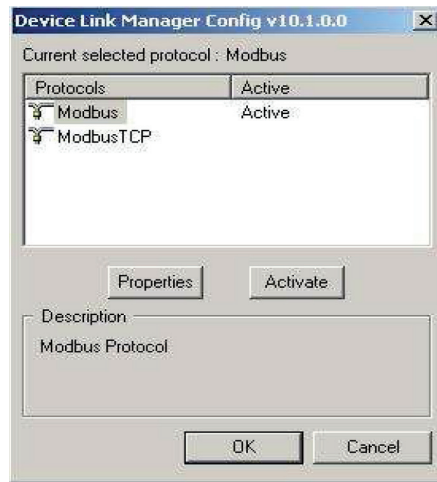 Device Link Manager Config v10.1.0.0
Current selected protocol : Modbus
Protocols Active
Modbus Active
ModbusTCP
Properties Activate
Description
Modbus Protocol
OK Cancel